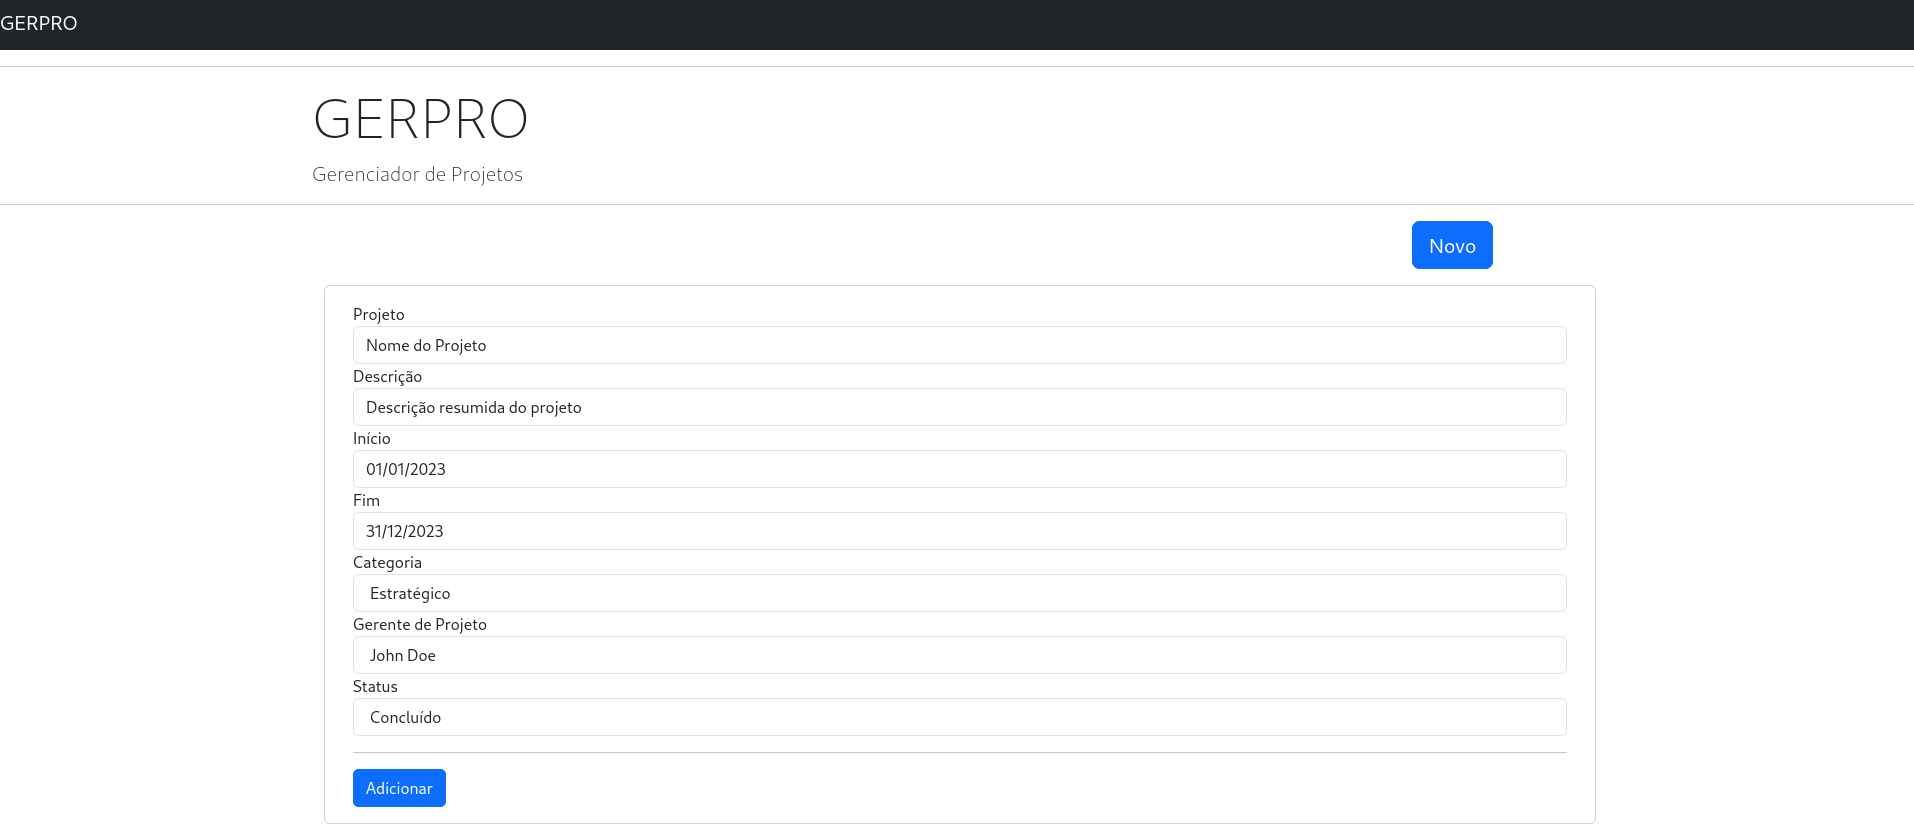 GERPRO
GERPRO
Gerenciador de Projetos
Novo
Projeto
Nome do Projeto
Descrição
Descrição resumida do projeto
Início
01/01/2023
Fim
31/12/2023
Categoria
Estratégico
Gerente de Projeto
John Doe
Status
Concluído
Adicionar